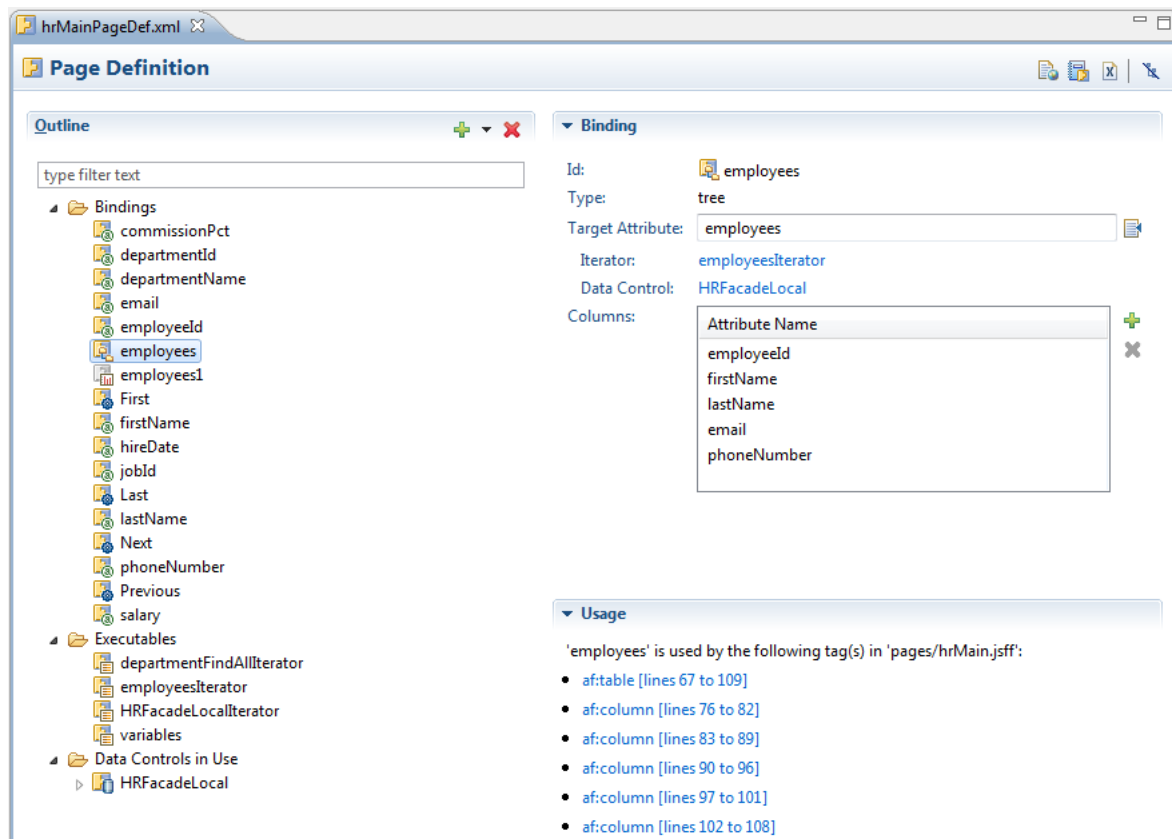 hrMainPageDef.xml
Page Definition
Outline
type filter text
Bindings
commissionPct
departmentId
departmentName
email
employeeId
employees
employees1
First
firstName
hireDate
jobId
Last
lastName
Next
phoneNumber
Previous
salary
Executables
departmentFindAllIterator
employeesIterator
HRFacadeLocalIterator
variables
Data Controls in Use
HRFacadeLocal
Binding
Id: employees
Type: tree
Target Attribute: employees
Iterator: employeesIterator
Data Control: HRFacadeLocal
Columns:
Attribute Name
employeeId
firstName
lastName
email
phoneNumber
Usage
'employees' is used by the following tag(s) in 'pages/hrMain.jsff':
af:table [lines 67 to 109]
af:column [lines 76 to 82]
af:column [lines 83 to 89]
af:column [lines 90 to 96]
af:column [lines 97 to 101]
af:column [lines 102 to 108]